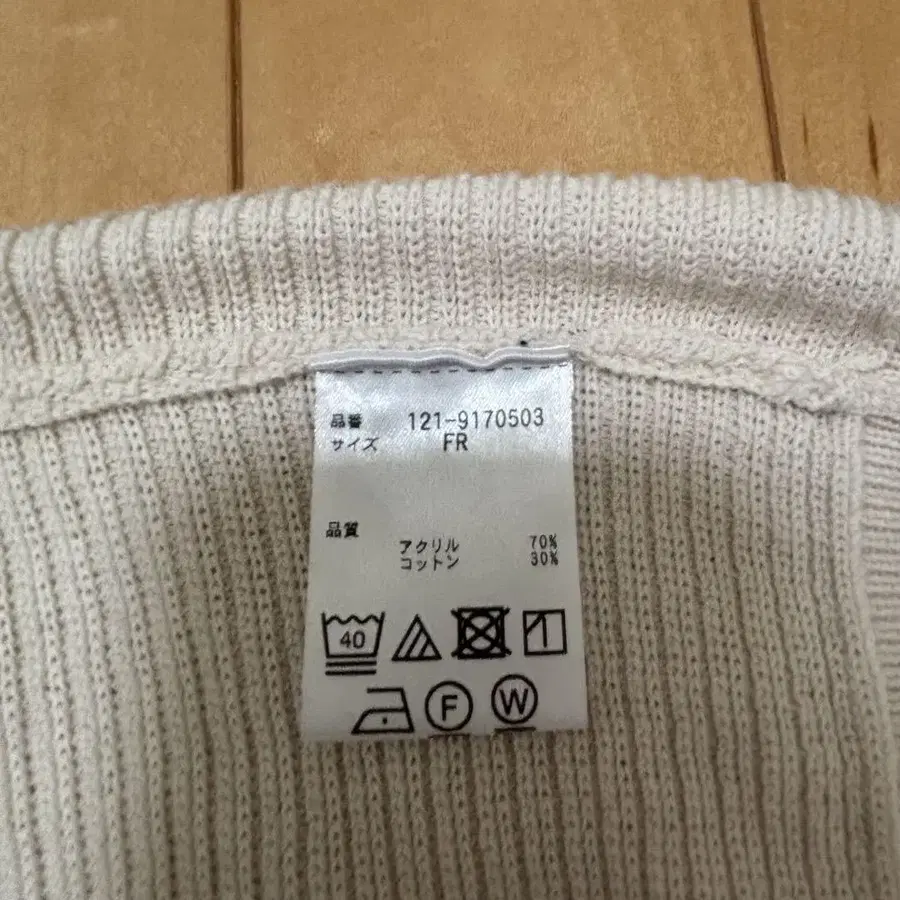 品番 121-9170503
サイズ FR
品質
アクリル 70%
コットン 30%
40
F W